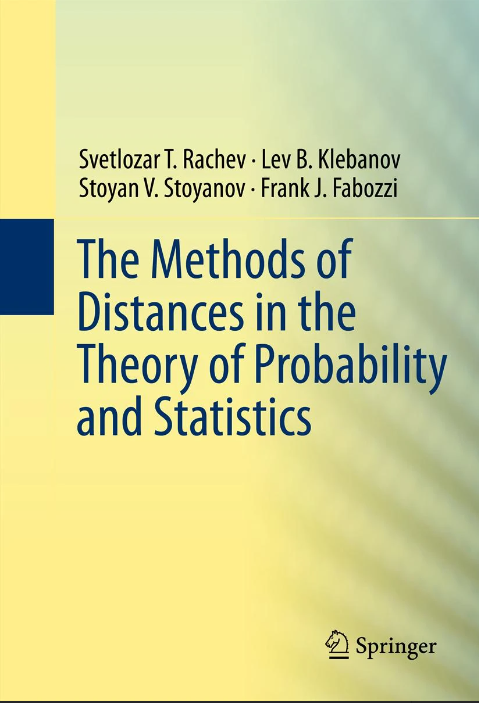 Svetlozar T. Rachev · Lev B. Klebanov
Stoyan V. Stoyanov · Frank J. Fabozzi
The Methods of
Distances in the
Theory of Probability
and Statistics
Springer